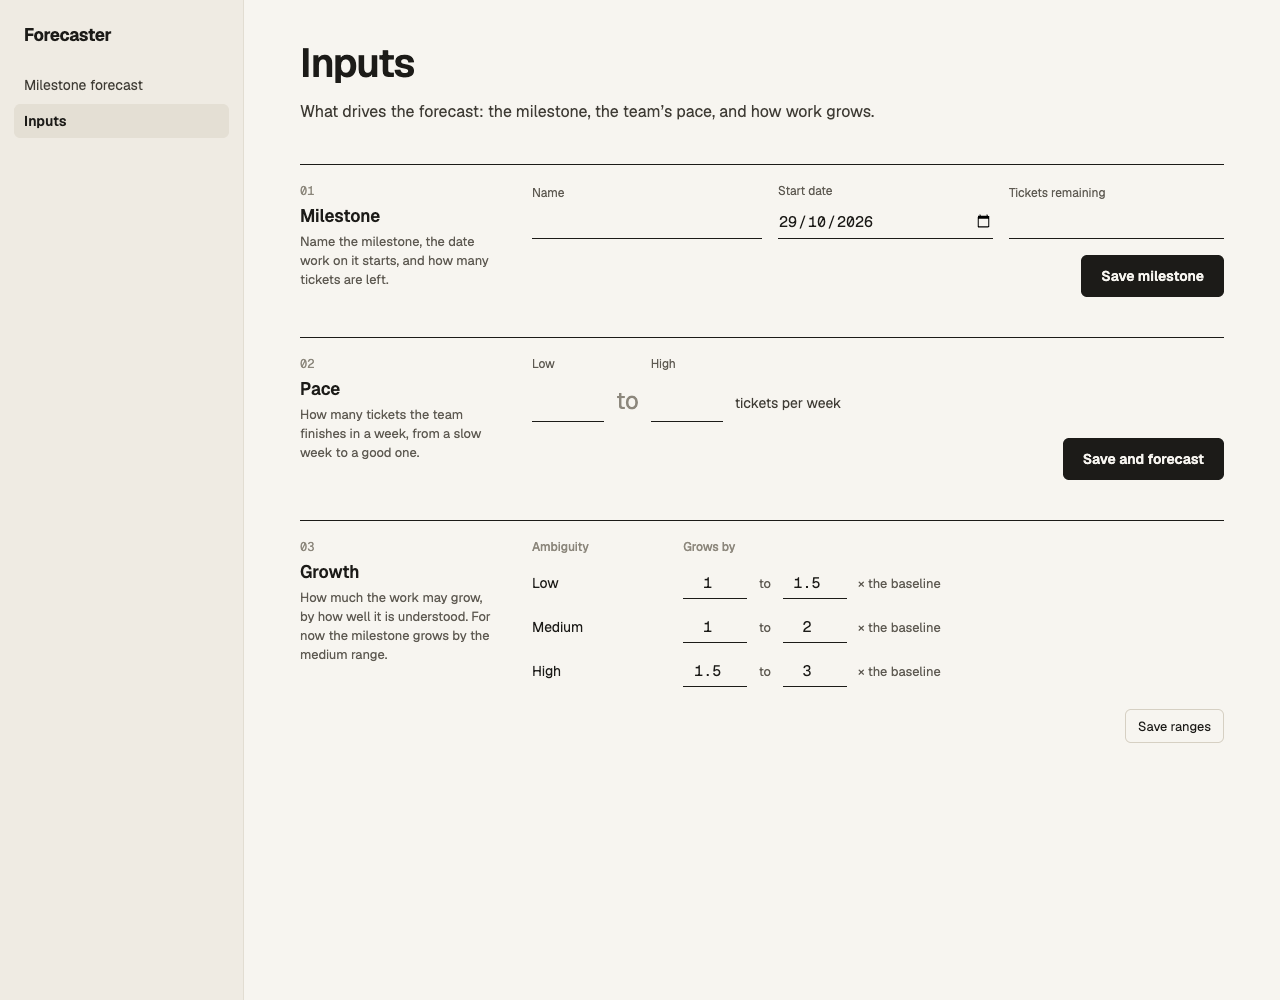 Forecaster
Milestone forecast
Inputs
Inputs
What drives the forecast: the milestone, the team’s pace, and how work grows.
01
Milestone
Name the milestone, the date
work on it starts, and how many
tickets are left.
Name
Start date
Tickets remaining
29/10/2026
Save milestone
02
Pace
How many tickets the team
finishes in a week, from a slow
week to a good one.
Low
High
to
tickets per week
Save and forecast
03
Growth
How much the work may grow,
by how well it is understood. For
now the milestone grows by the
medium range.
Ambiguity
Grows by
Low
1 to 1.5 × the baseline
Medium
1 to 2 × the baseline
High
1.5 to 3 × the baseline
Save ranges